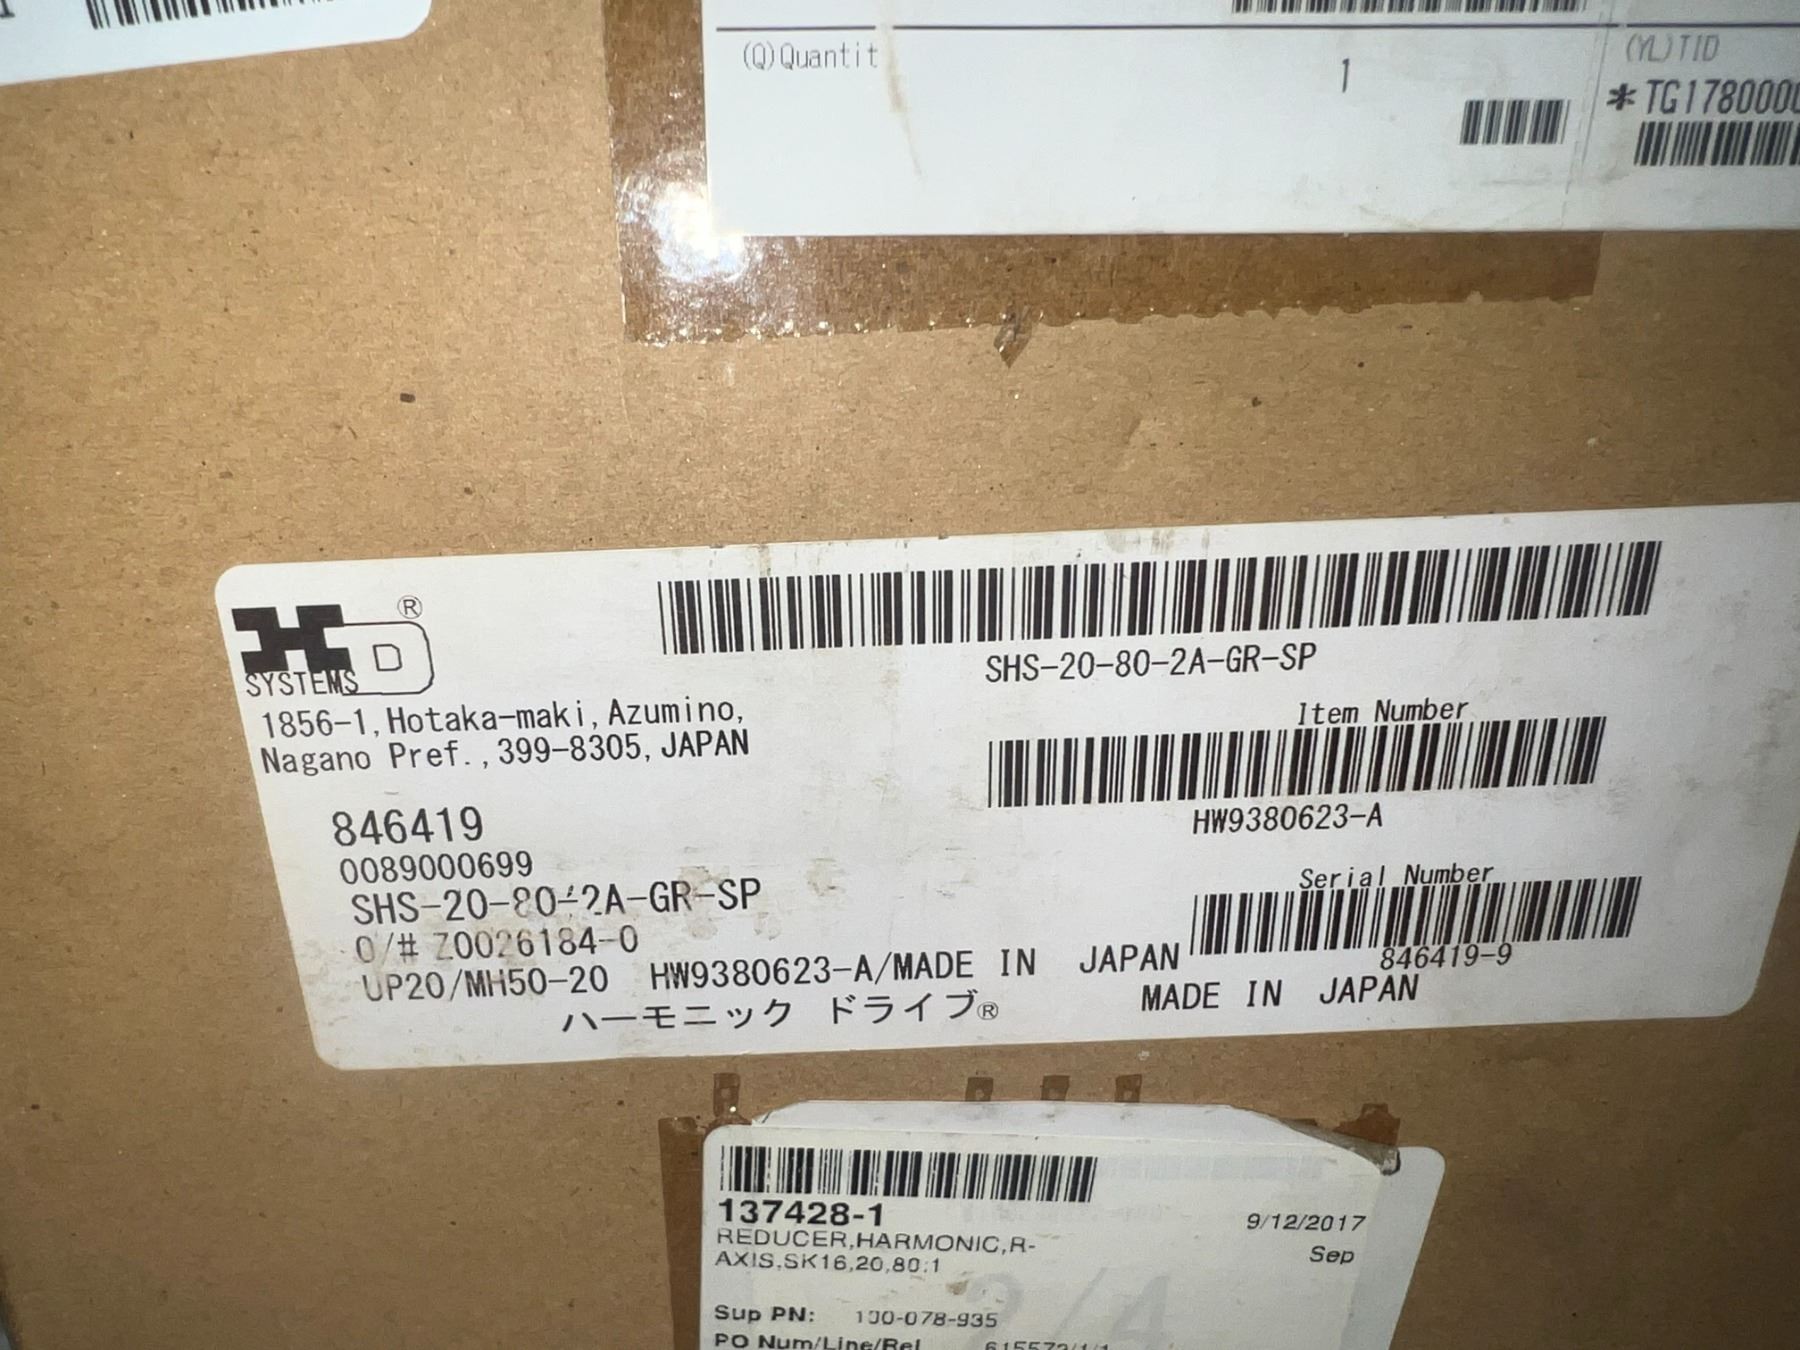 (Q)Quantit
1
(YL)TID
*TG1780000
HD
®
SYSTEMS
1856-1,Hotaka-maki,Azumino,
Nagano Pref.,399-8305,JAPAN
SHS-20-80-2A-GR-SP
Item Number
HW9380623-A
846419
0089000699
SHS-20-80-2A-GR-SP
O/# Z0026184-0
UP20/MH50-20 HW9380623-A/MADE IN JAPAN
ハーモニック ドライブ®
Serial Number
846419-9
MADE IN JAPAN
137428-1
9/12/2017
REDUCER,HARMONIC,R-
AXIS,SK16,20,80:1
Sep
Sup PN: 100-078-935
PO Num/Line/Rel